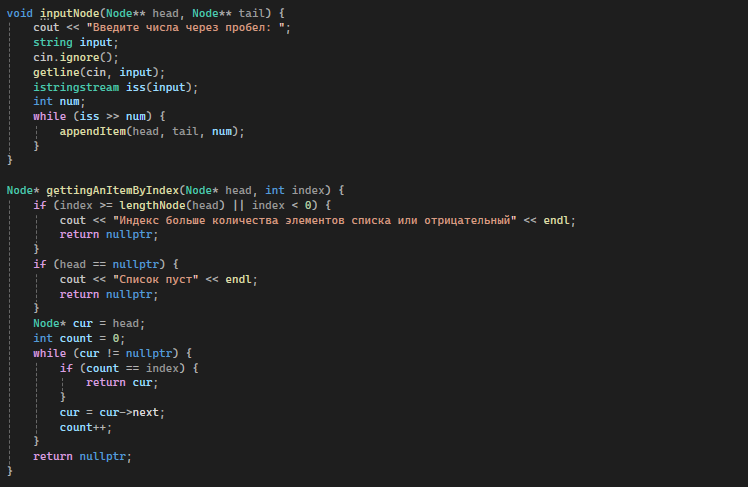 void inputNode(Node** head, Node** tail) {
    cout << "Введите числа через пробел: ";
    string input;
    cin.ignore();
    getline(cin, input);
    istringstream iss(input);
    int num;
    while (iss >> num) {
        appendItem(head, tail, num);
    }
}

Node* gettingAnItemByIndex(Node* head, int index) {
    if (index >= lengthNode(head) || index < 0) {
        cout << "Индекс больше количества элементов списка или отрицательный" << endl;
        return nullptr;
    }
    if (head == nullptr) {
        cout << "Список пуст" << endl;
        return nullptr;
    }
    Node* cur = head;
    int count = 0;
    while (cur != nullptr) {
        if (count == index) {
            return cur;
        }
        cur = cur->next;
        count++;
    }
    return nullptr;
}